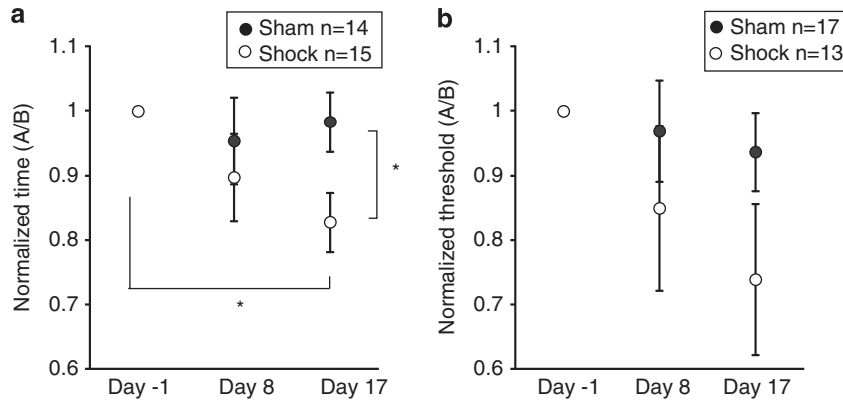 a
Sham n=14
Shock n=15
1.1
1
0.9
0.8
0.7
0.6
Normalized time (A/B)
*
*
Day -1 Day 8 Day 17
b
Sham n=17
Shock n=13
1.1
1
0.9
0.8
0.7
0.6
Normalized threshold (A/B)
Day -1 Day 8 Day 17